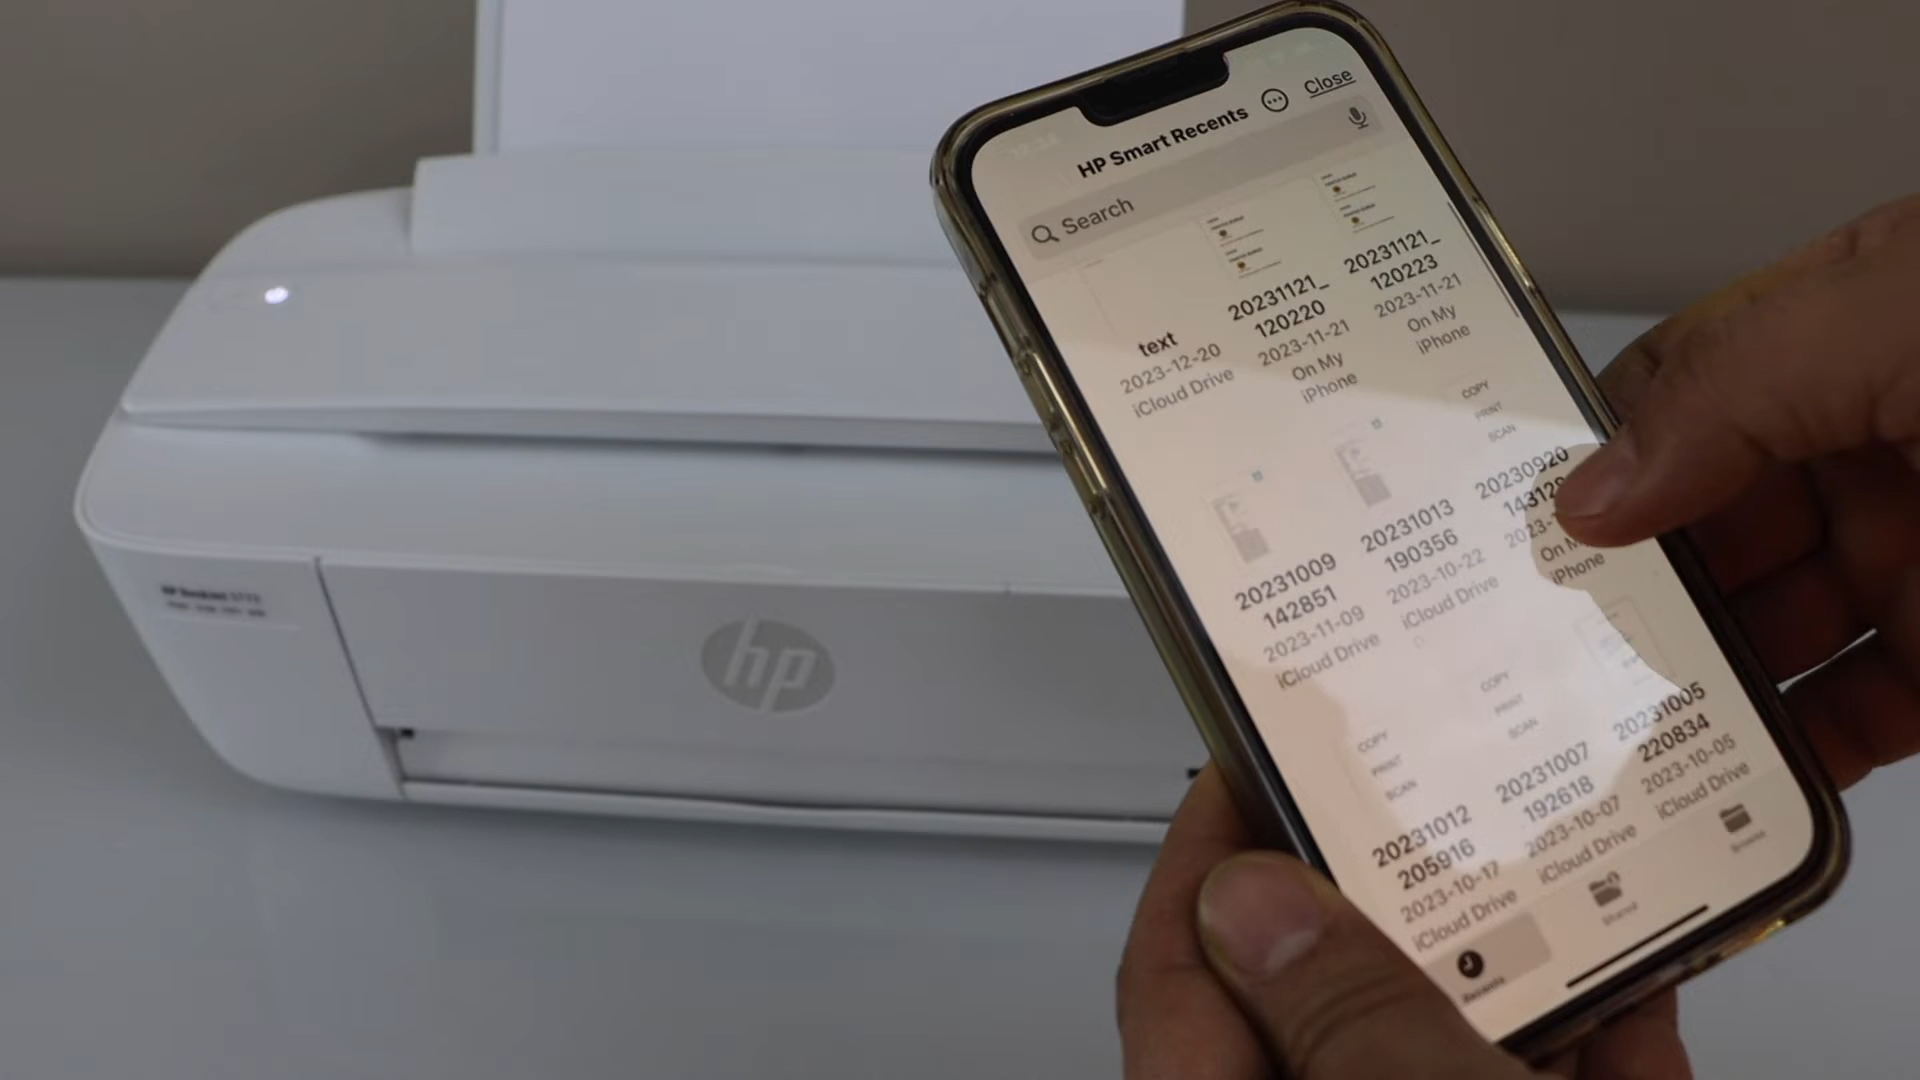 Close
HP Smart Recents
Search
text
2023-12-20
iCloud Drive
20231121_
120220
2023-11-21
On My
iPhone
20231121_
120223
2023-11-21
On My
iPhone
COPY
PRINT
SCAN
20231009
142851
2023-11-09
iCloud Drive
20231013
190356
2023-10-22
iCloud Drive
20230920
iPhone
COPY
PRINT
SCAN
COPY
PRINT
SCAN
20231012
205916
2023-10-17
iCloud Drive
20231007
192618
2023-10-07
iCloud Drive
20231005
220834
2023-10-05
iCloud Drive
Recents
Shared
Browse
hp